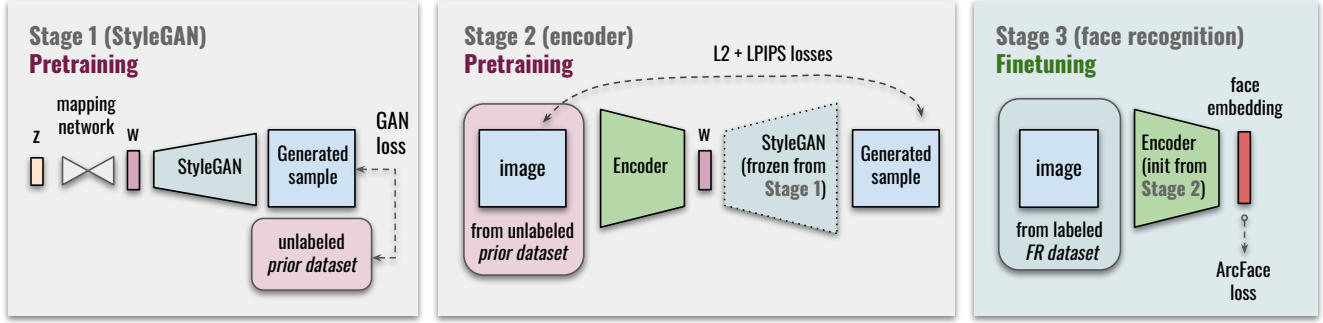 Stage 1 (StyleGAN)
Pretraining
mapping
network
z
w
StyleGAN
Generated
sample
GAN
loss
unlabeled
prior dataset
Stage 2 (encoder)
Pretraining
L2 + LPIPS losses
image
from unlabeled
prior dataset
Encoder
w
StyleGAN
(frozen from
Stage 1)
Generated
sample
Stage 3 (face recognition)
Finetuning
image
from labeled
FR dataset
Encoder
(init from
Stage 2)
face
embedding
ArcFace
loss